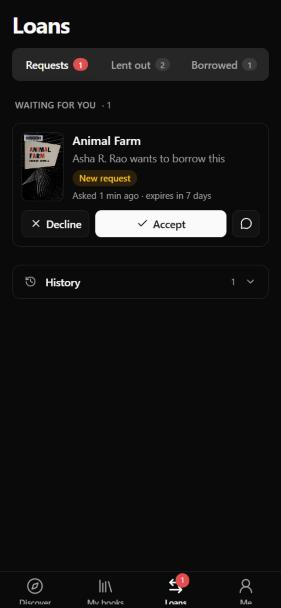 Loans
Requests 1 Lent out 2 Borrowed 1
WAITING FOR YOU · 1
ANIMAL
FARM
Animal Farm
Asha R. Rao wants to borrow this
New request
Asked 1 min ago · expires in 7 days
Decline Accept
History 1
1
Discover My books Loans Me